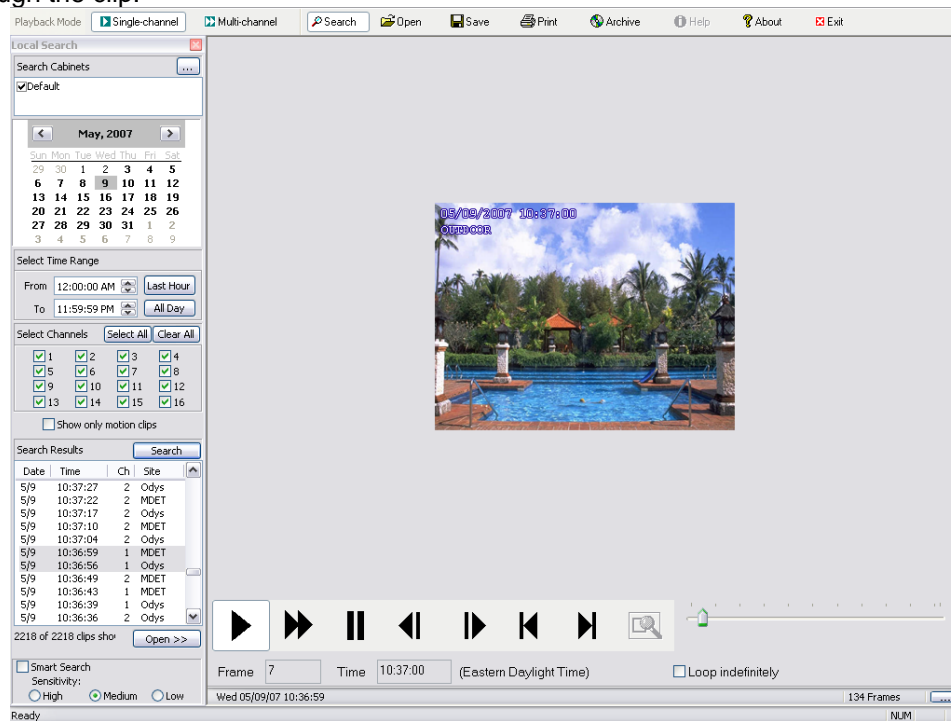 ugh the clip.
Playback Mode Single-channel Multi-channel Search Open Save Print Archive Help About Exit
Local Search
Search Cabinets ...
Default
< May, 2007 >
Sun Mon Tue Wed Thu Fri Sat
29 30 1 2 3 4 5
6 7 8 9 10 11 12
13 14 15 16 17 18 19
20 21 22 23 24 25 26
27 28 29 30 31 1 2
3 4 5 6 7 8 9
Select Time Range
From 12:00:00 AM Last Hour
To 11:59:59 PM All Day
Select Channels Select All Clear All
1 2 3 4
5 6 7 8
9 10 11 12
13 14 15 16
Show only motion clips
Search Results Search
Date Time Ch Site
5/9 10:37:27 2 Odys
5/9 10:37:22 2 MDET
5/9 10:37:17 2 Odys
5/9 10:37:10 2 MDET
5/9 10:37:04 2 Odys
5/9 10:36:59 1 MDET
5/9 10:36:56 1 Odys
5/9 10:36:49 2 MDET
5/9 10:36:43 1 MDET
5/9 10:36:39 1 Odys
5/9 10:36:36 2 Odys
2218 of 2218 clips shov Open >>
Smart Search
Sensitivity:
High Medium Low
Ready
05/09/2007 10:37:00
OUTDOOR
Frame 7 Time 10:37:00 (Eastern Daylight Time) Loop indefinitely
Wed 05/09/07 10:36:59 134 Frames ...
NUM